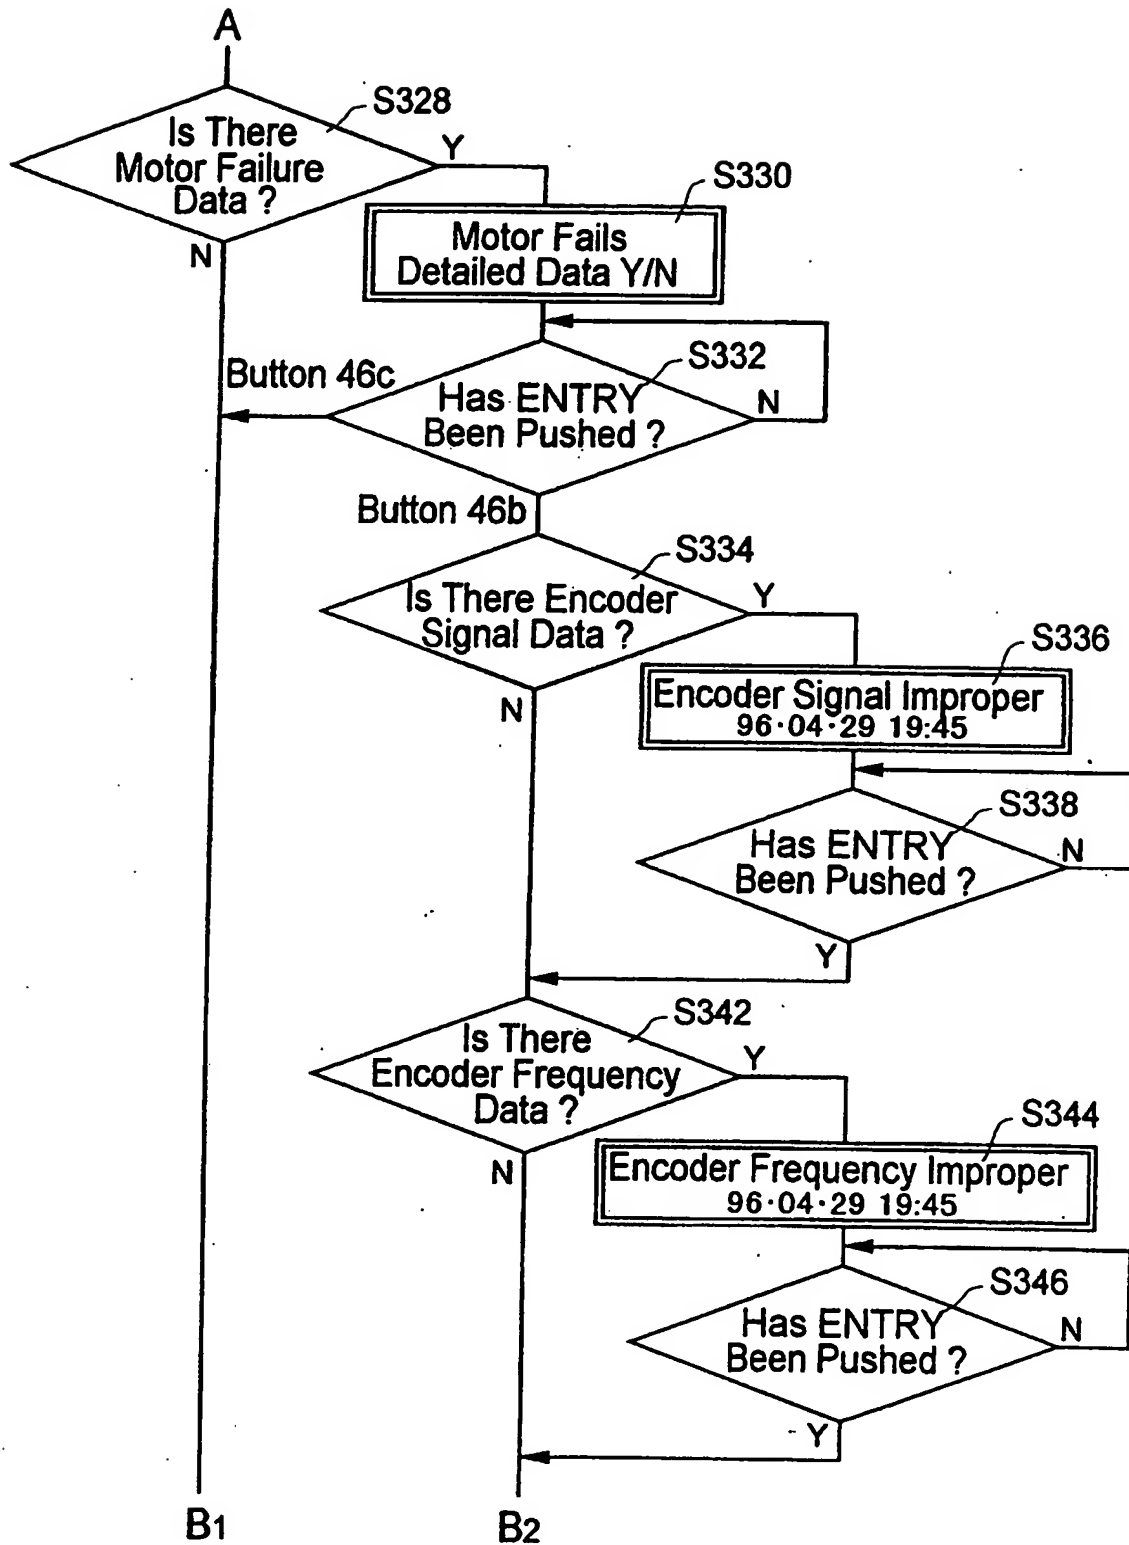 A
S328
Is There
Motor Failure
Data ?
Y
N
S330
Motor Fails
Detailed Data Y/N
S332
Button 46c
Has ENTRY
Been Pushed ?
N
Button 46b
S334
Is There Encoder
Signal Data ?
Y
N
S336
Encoder Signal Improper
96·04·29 19:45
S338
Has ENTRY
Been Pushed ?
N
Y
S342
Is There
Encoder Frequency
Data ?
Y
N
S344
Encoder Frequency Improper
96·04·29 19:45
S346
Has ENTRY
Been Pushed ?
N
Y
B1
B2